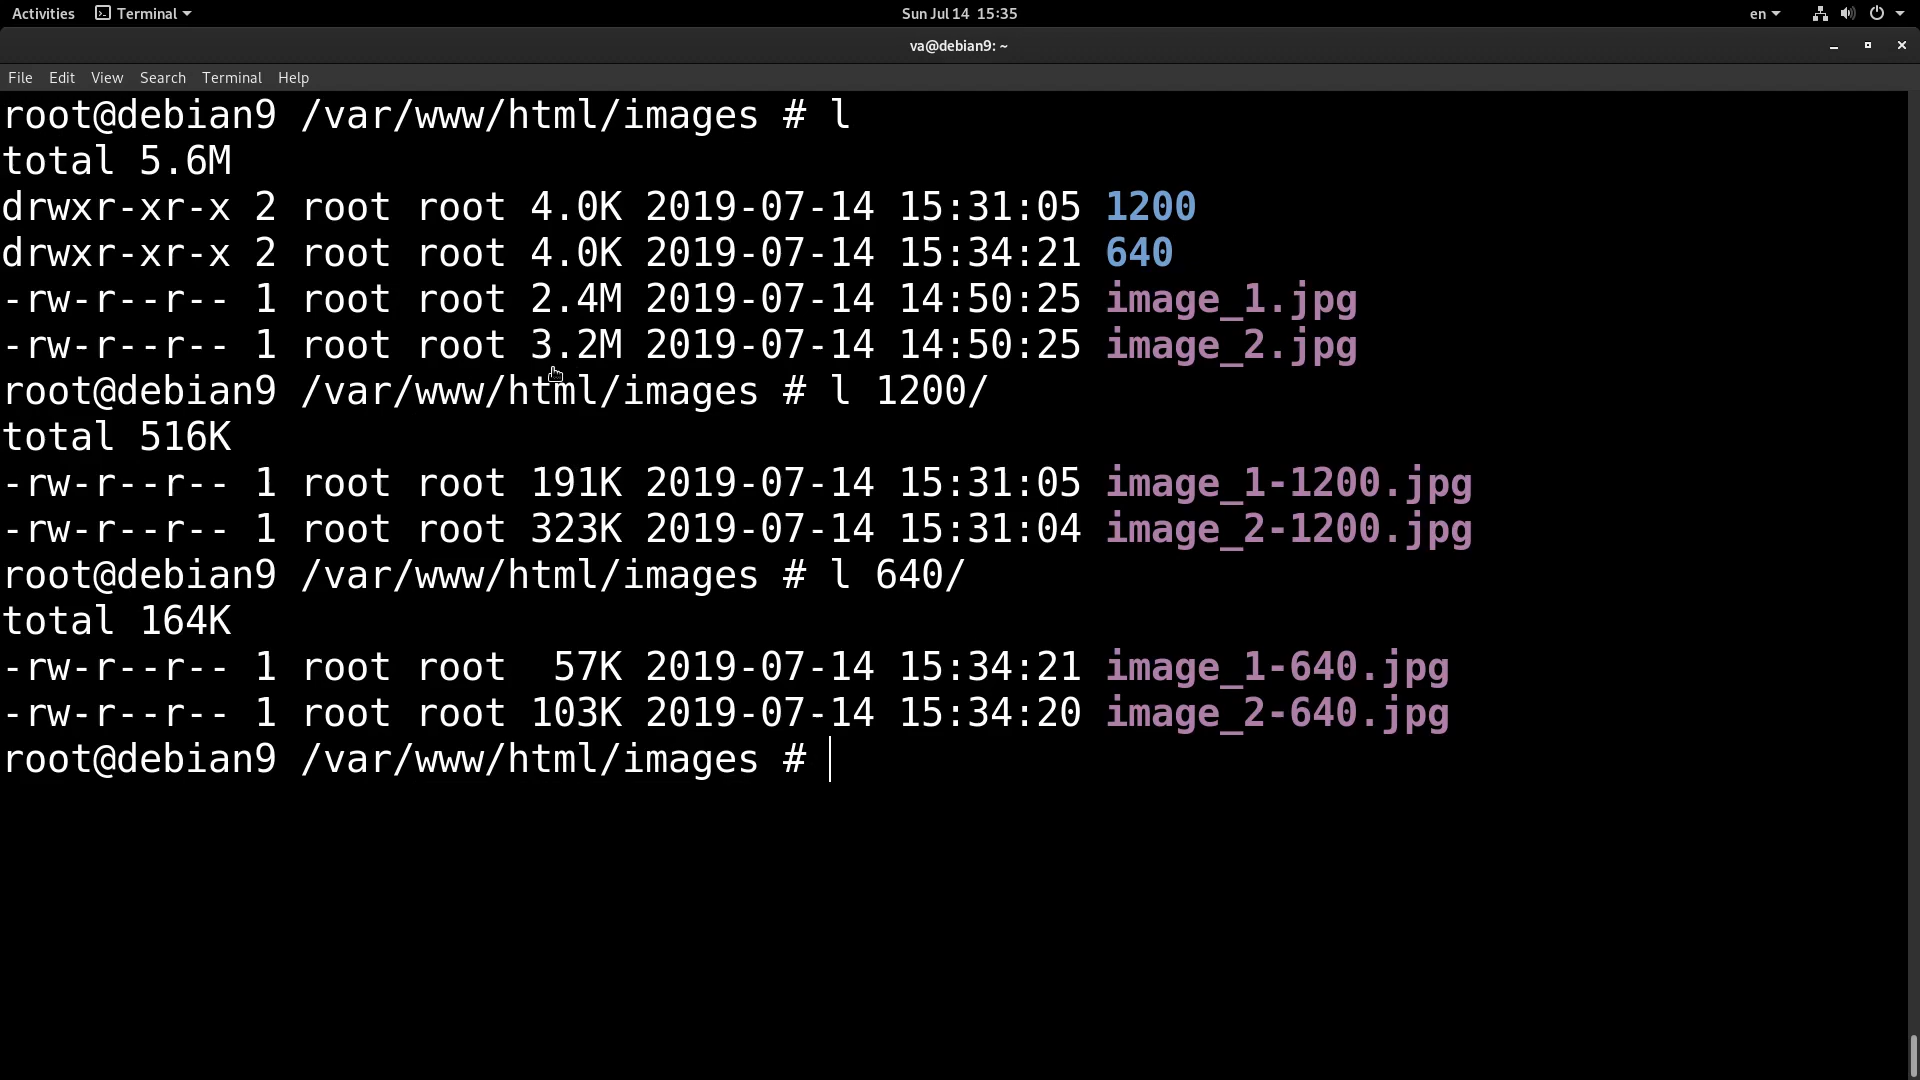 Activities Terminal Sun Jul 14 15:35 en
va@debian9: ~
File Edit View Search Terminal Help
root@debian9 /var/www/html/images # l
total 5.6M
drwxr-xr-x 2 root root 4.0K 2019-07-14 15:31:05 1200
drwxr-xr-x 2 root root 4.0K 2019-07-14 15:34:21 640
-rw-r--r-- 1 root root 2.4M 2019-07-14 14:50:25 image_1.jpg
-rw-r--r-- 1 root root 3.2M 2019-07-14 14:50:25 image_2.jpg
root@debian9 /var/www/html/images # l 1200/
total 516K
-rw-r--r-- 1 root root 191K 2019-07-14 15:31:05 image_1-1200.jpg
-rw-r--r-- 1 root root 323K 2019-07-14 15:31:04 image_2-1200.jpg
root@debian9 /var/www/html/images # l 640/
total 164K
-rw-r--r-- 1 root root  57K 2019-07-14 15:34:21 image_1-640.jpg
-rw-r--r-- 1 root root 103K 2019-07-14 15:34:20 image_2-640.jpg
root@debian9 /var/www/html/images #